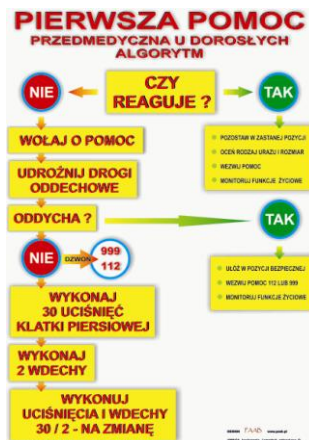 PIERWSZA POMOC
PRZEDMEDYCZNA U DOROSŁYCH
ALGORYTM
CZY
REAGUJE ?
NIE
TAK
WOŁAJ O POMOC
POZOSTAW W ZASTANEJ POZYCJI
OCEŃ RODZAJ URAZU I ROZMIAR
WEZWIJ POMOC
MONITORUJ FUNKCJE ŻYCIOWE
UDROŻNIJ DROGI
ODDECHOWE
ODDYCHA ?
TAK
NIE
DZWOŃ
999
112
UŁÓŻ W POZYCJI BEZPIECZNEJ
WEZWIJ POMOC 112 LUB 999
MONITORUJ FUNKCJE ŻYCIOWE
WYKONAJ
30 UCIŚNIĘĆ
KLATKI PIERSIOWEJ
WYKONAJ
2 WDECHY
WYKONUJ
UCIŚNIĘCIA I WDECHY
30 / 2 - NA ZMIANĘ